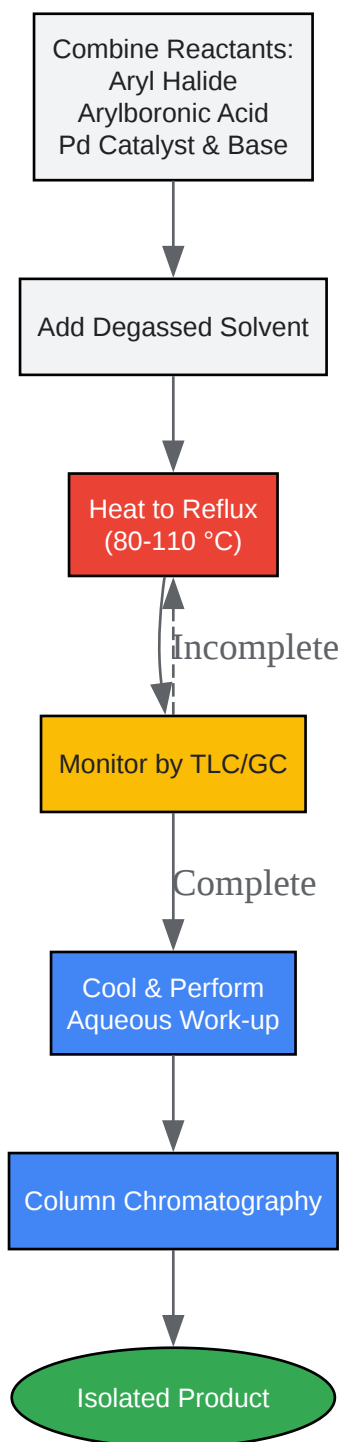 Combine Reactants:
Aryl Halide
Arylboronic Acid
Pd Catalyst & Base
Add Degassed Solvent
Heat to Reflux
(80-110 °C)
Incomplete
Monitor by TLC/GC
Complete
Cool & Perform
Aqueous Work-up
Column Chromatography
Isolated Product